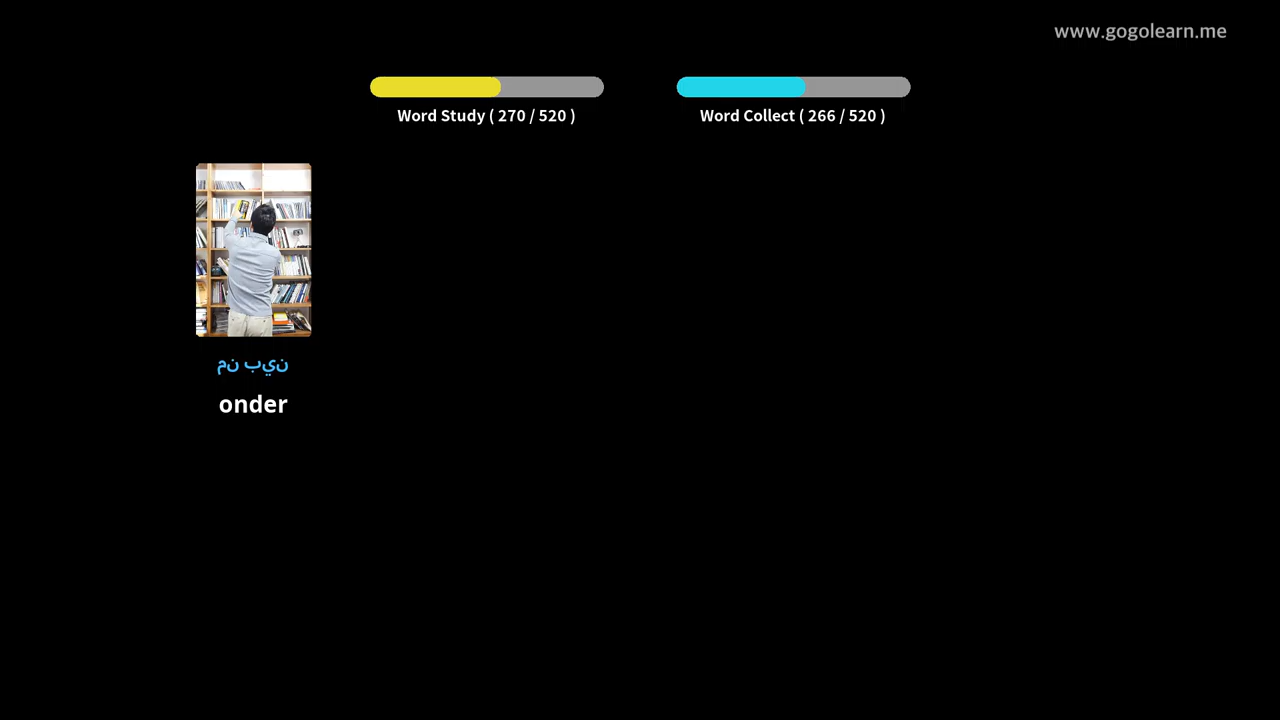 www.gogolearn.me
Word Study ( 270 / 520 )
Word Collect ( 266 / 520 )
من بين
onder